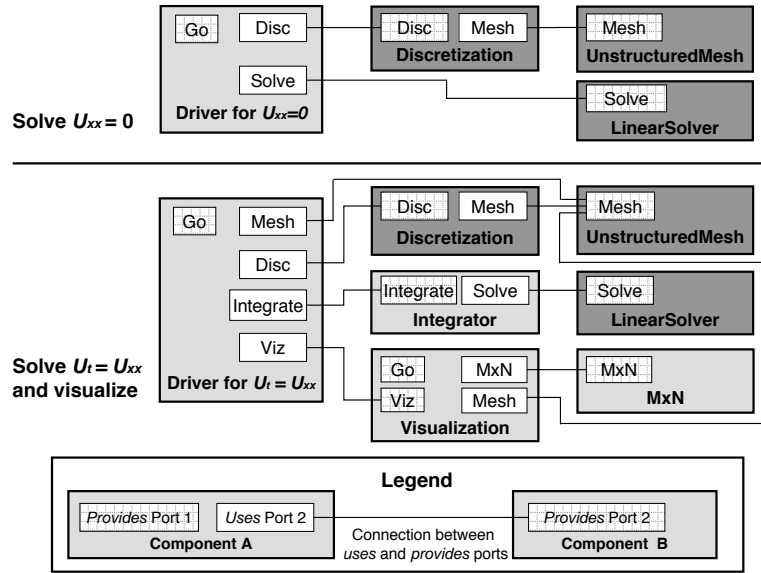 Go
Disc
Solve
Driver for Uxx=0
Disc
Mesh
Discretization
Mesh
UnstructuredMesh
Solve
LinearSolver
Solve Uxx = 0
Go
Mesh
Disc
Integrate
Viz
Driver for Ut = Uxx
Disc
Mesh
Discretization
Mesh
UnstructuredMesh
Integrate
Solve
Integrator
Solve
LinearSolver
Solve Ut = Uxx
and visualize
Go
MxN
Viz
Mesh
Visualization
MxN
MxN
Legend
Provides Port 1
Uses Port 2
Component A
Connection between
uses and provides ports
Provides Port 2
Component B